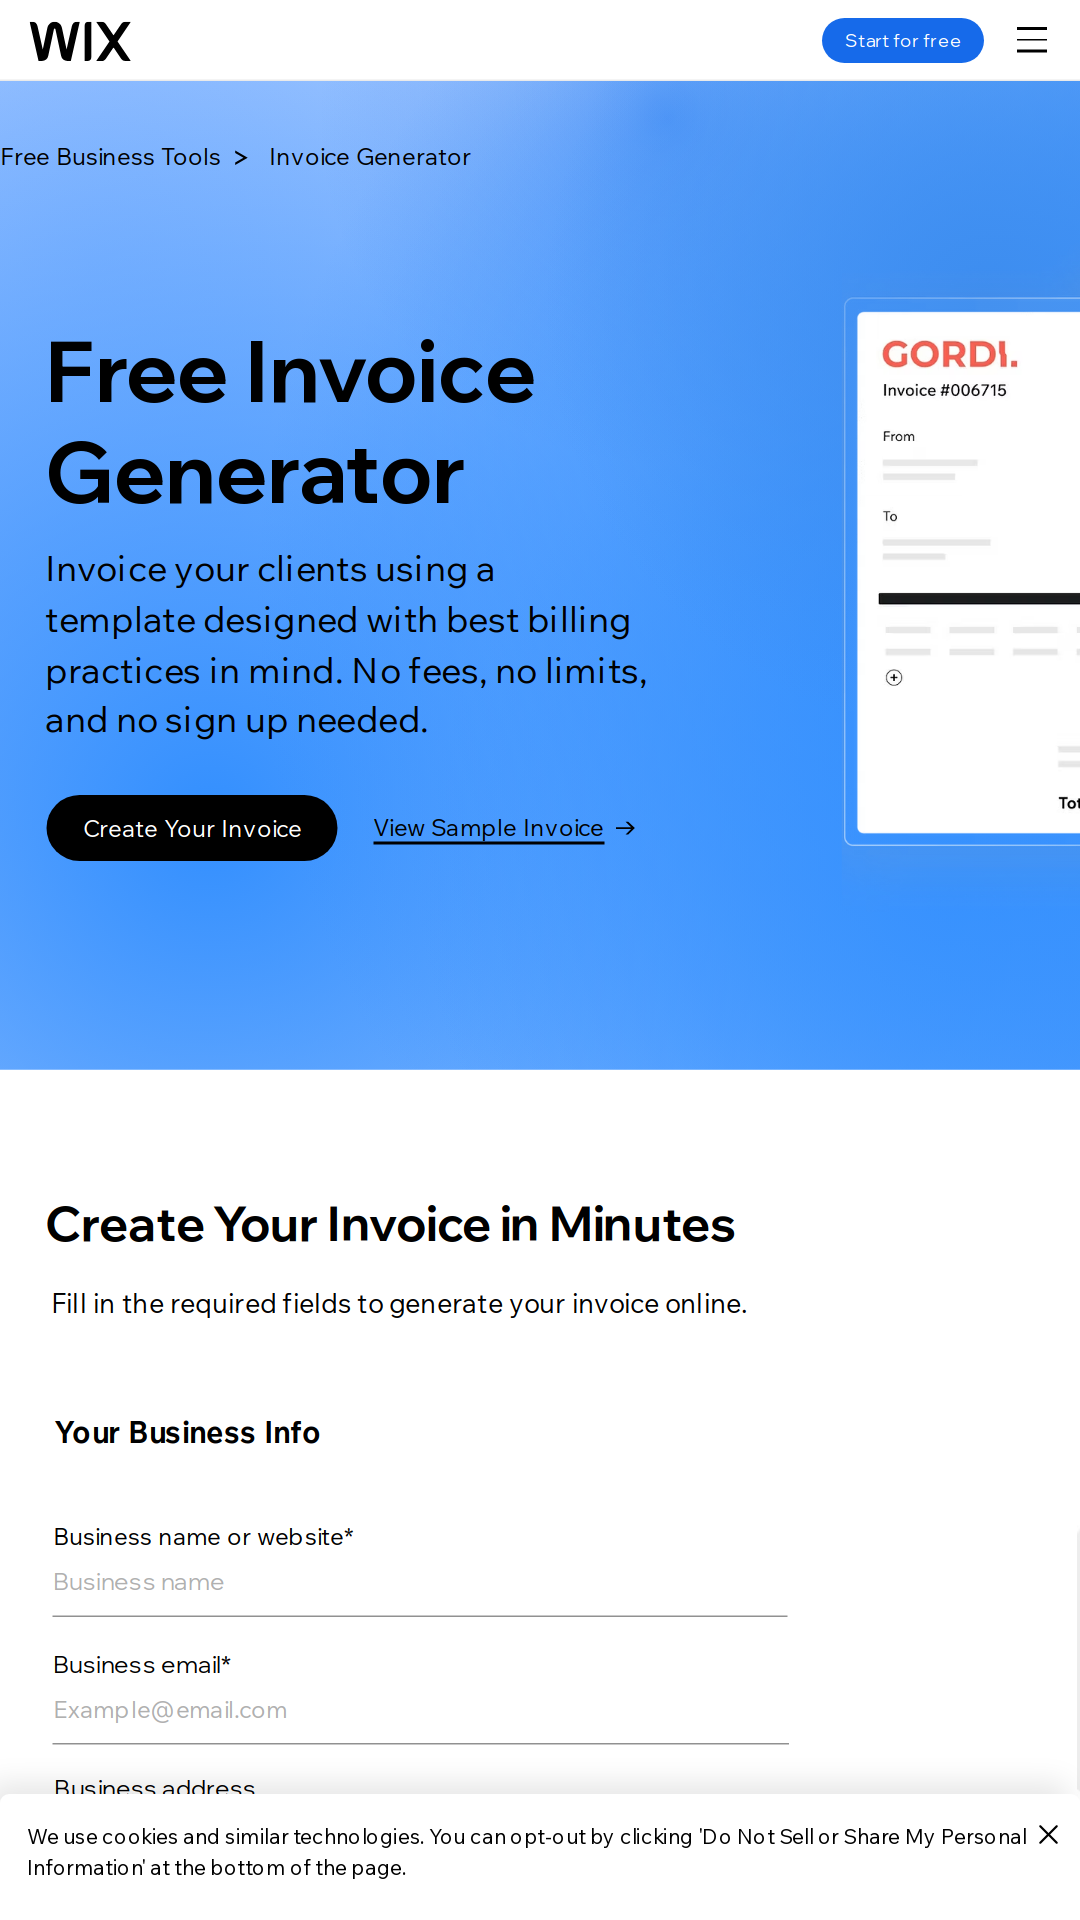 WIX
Start for free
Free Business Tools > Invoice Generator
Free Invoice
Generator
Invoice your clients using a
template designed with best billing
practices in mind. No fees, no limits,
and no sign up needed.
Create Your Invoice
View Sample Invoice →
GORDI.
Invoice #006715
From
To
Create Your Invoice in Minutes
Fill in the required fields to generate your invoice online.
Your Business Info
Business name or website*
Business name
Business email*
Example@email.com
Business address
We use cookies and similar technologies. You can opt-out by clicking 'Do Not Sell or Share My Personal
Information' at the bottom of the page.